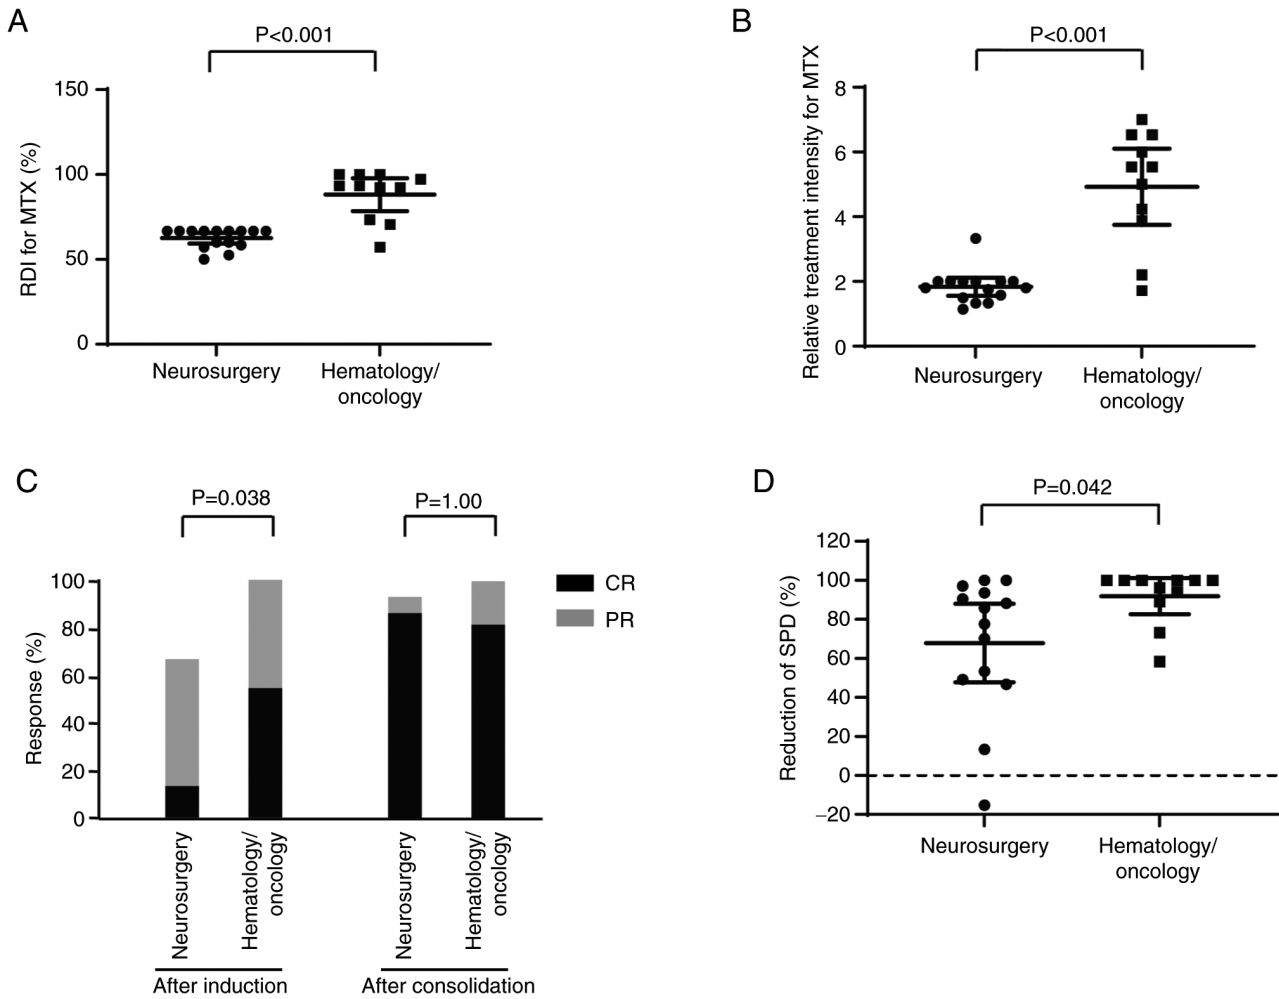 A
P<0.001
RDI for MTX (%)
150
100
50
0
Neurosurgery
Hematology/
oncology
B
P<0.001
Relative treatment intensity for MTX
8
6
4
2
0
Neurosurgery
Hematology/
oncology
C
P=0.038
P=1.00
Response (%)
100
80
60
40
20
0
CR
PR
Neurosurgery
Hematology/
oncology
Neurosurgery
Hematology/
oncology
After induction
After consolidation
D
P=0.042
Reduction of SPD (%)
120
100
80
60
40
20
0
–20
Neurosurgery
Hematology/
oncology